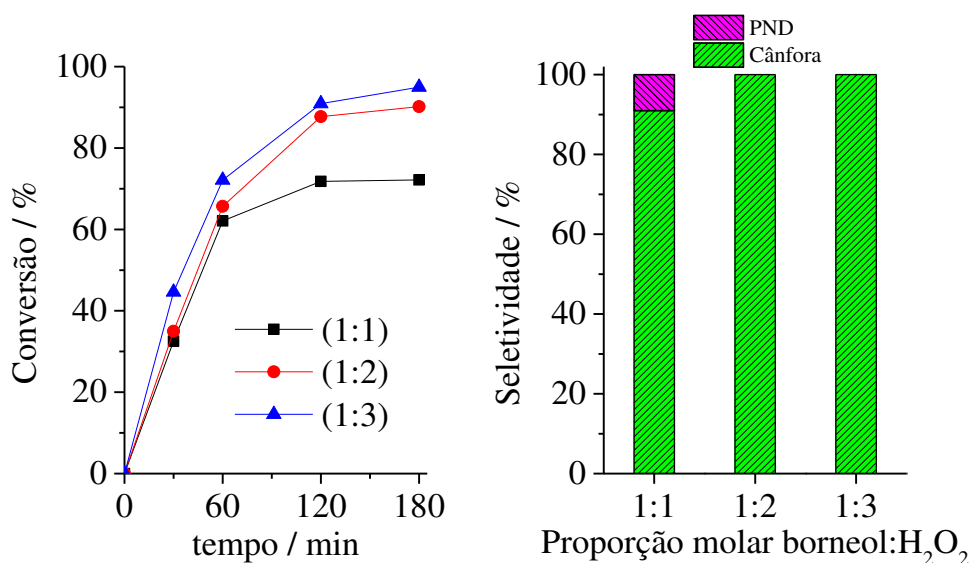 Conversão / %
100
80
60
40
20
0
0 60 120 180
tempo / min
(1:1)
(1:2)
(1:3)
PND
Cânfora
Seletividade / %
100
80
60
40
20
0
1:1 1:2 1:3
Proporção molar borneol:H₂O₂